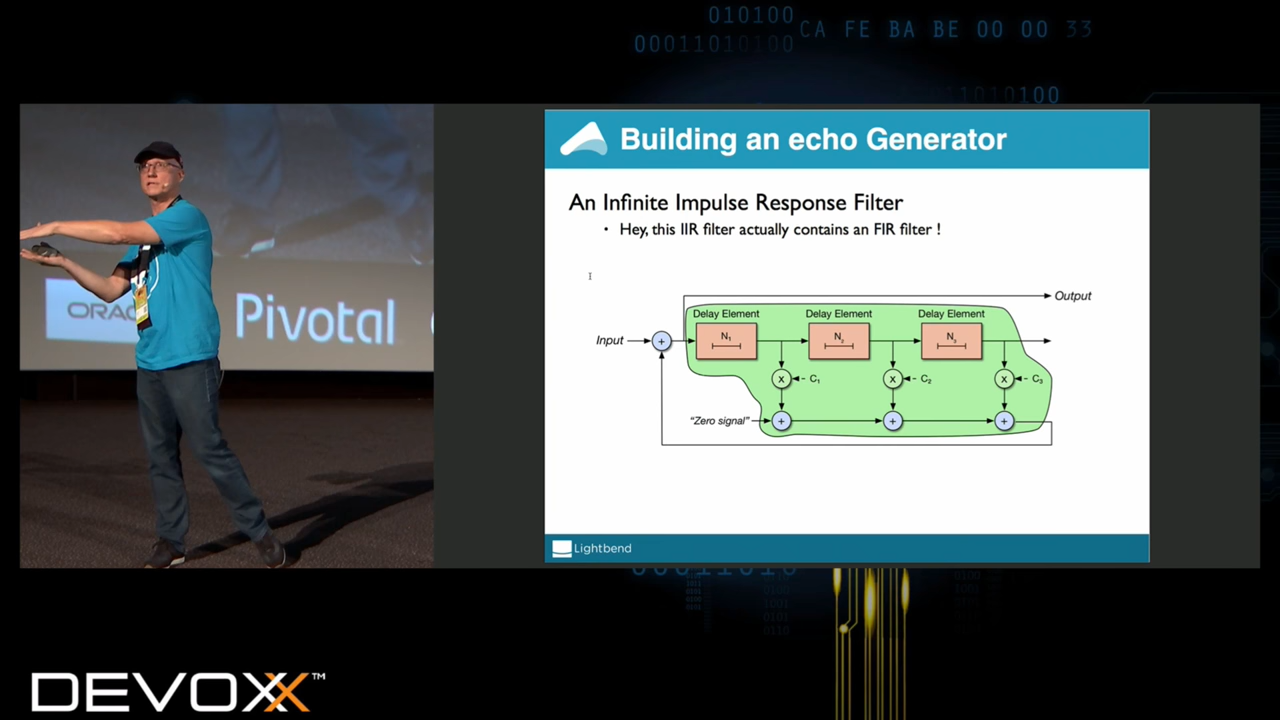 010100
00011010100
CA FE BA BE 00 00 33
11010100
Building an echo Generator
An Infinite Impulse Response Filter
• Hey, this IIR filter actually contains an FIR filter !
Output
Delay Element Delay Element Delay Element
Input + N₁ N₂ N₃
x C₁ x C₂ x C₃
"Zero signal" + + +
Lightbend
Pivotal
DEVOXX™